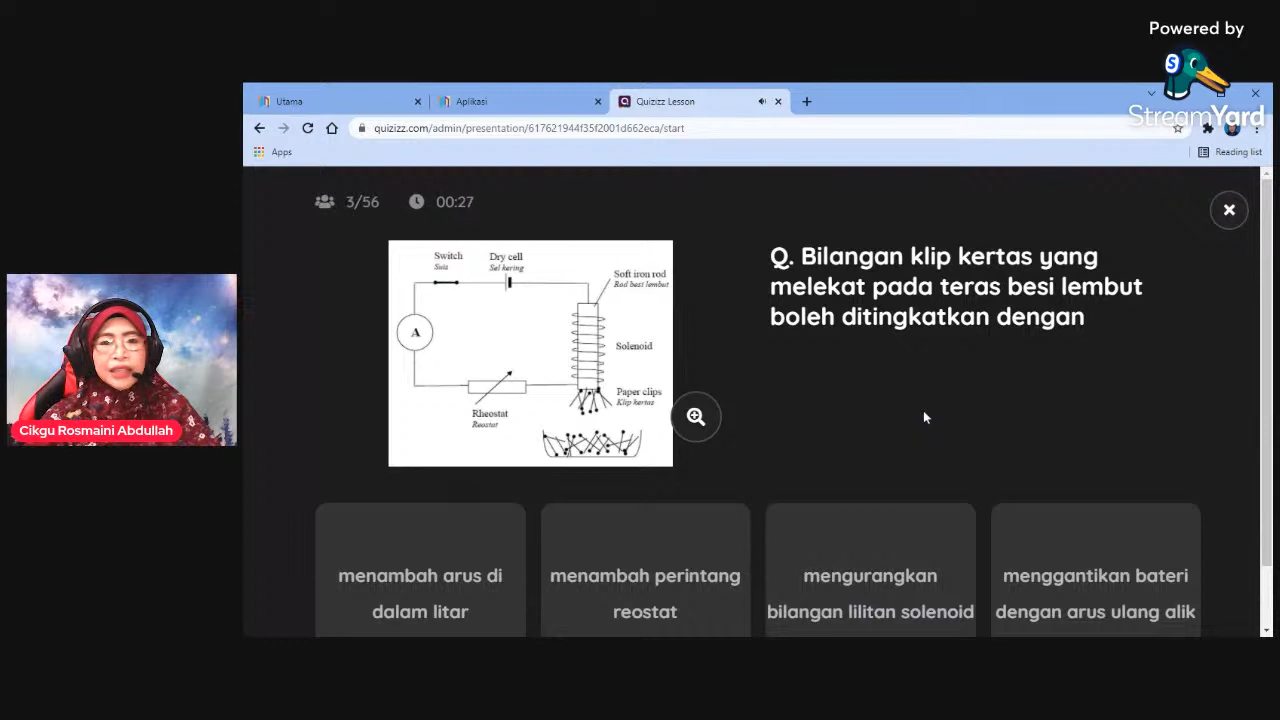 Powered by
StreamYard
Utama
Aplikasi
Quizizz Lesson
quizizz.com/admin/presentation/617621944f35f2001d662eca/start
Apps
Reading list
3/56
00:27
Switch
Suis
Dry cell
Sel kering
Soft iron rod
Rod besi lembut
A
Solenoid
Paper clips
Klip kertas
Rheostat
Reostat
Q. Bilangan klip kertas yang
melekat pada teras besi lembut
boleh ditingkatkan dengan
Cikgu Rosmaini Abdullah
menambah arus di
dalam litar
menambah perintang
reostat
mengurangkan
bilangan lilitan solenoid
menggantikan bateri
dengan arus ulang alik